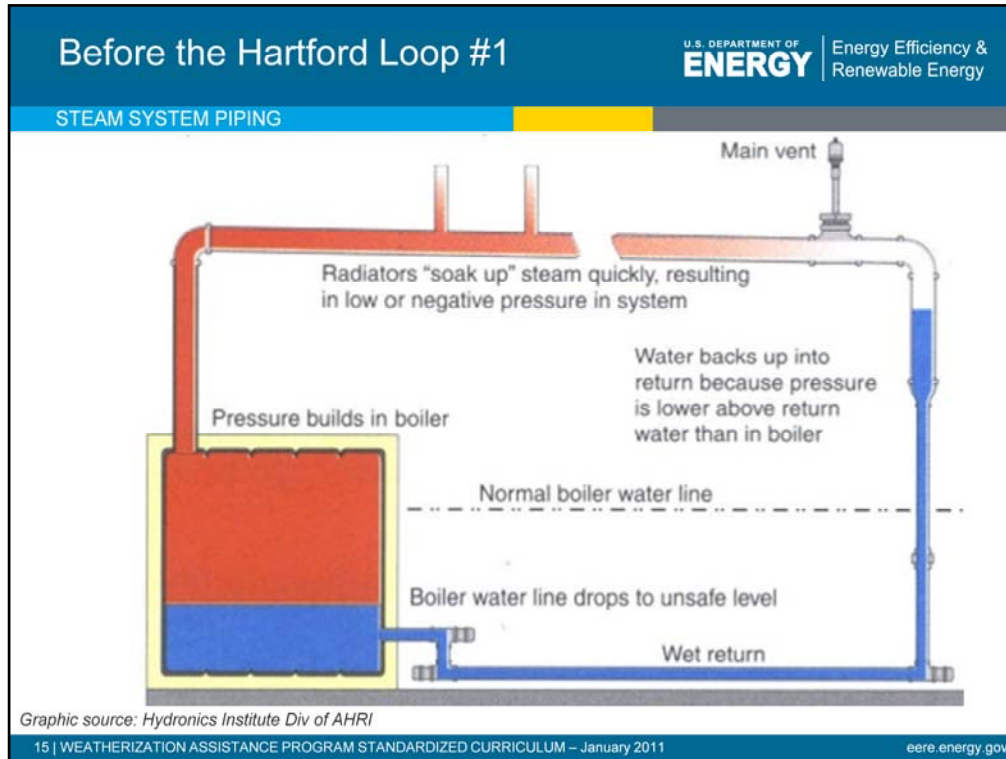 Before the Hartford Loop #1
U.S. DEPARTMENT OF
ENERGY
Energy Efficiency &
Renewable Energy
STEAM SYSTEM PIPING
Main vent
Radiators “soak up” steam quickly, resulting
in low or negative pressure in system
Water backs up into
return because pressure
is lower above return
water than in boiler
Pressure builds in boiler
Normal boiler water line
Boiler water line drops to unsafe level
Wet return
Graphic source: Hydronics Institute Div of AHRI
15 | WEATHERIZATION ASSISTANCE PROGRAM STANDARDIZED CURRICULUM – January 2011
eere.energy.gov